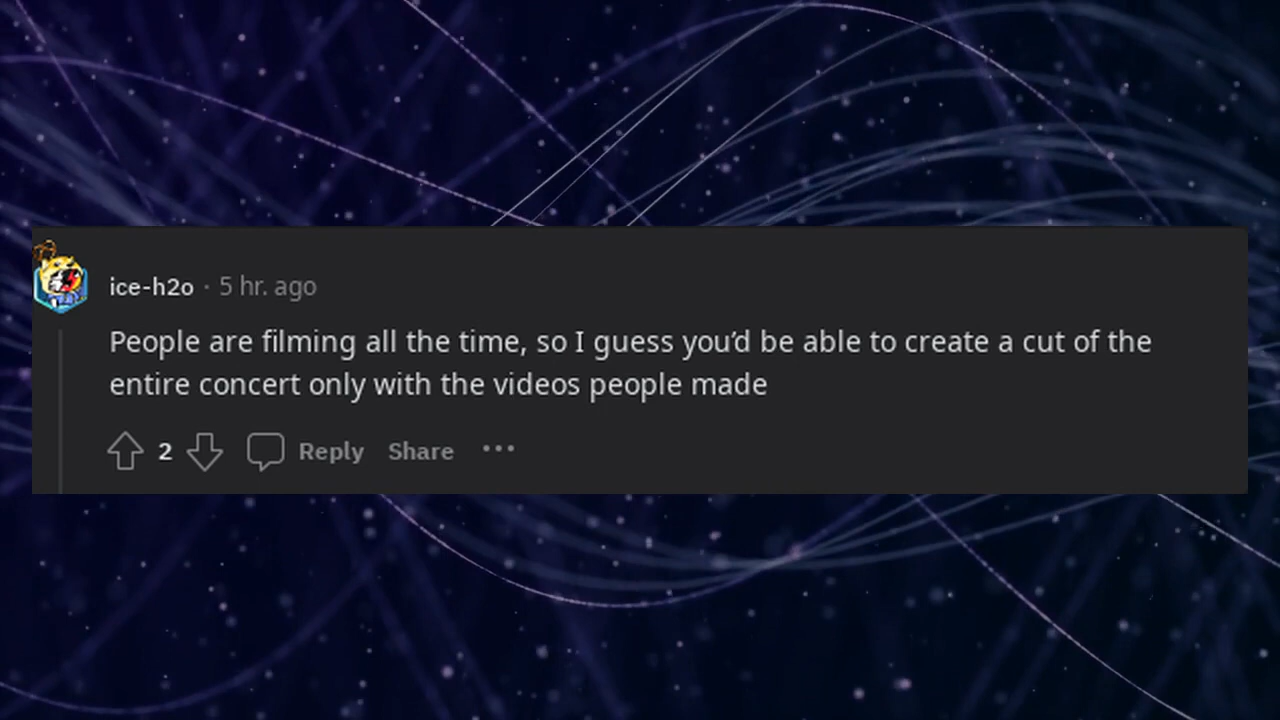 ice-h2o · 5 hr. ago
People are filming all the time, so I guess you’d be able to create a cut of the
entire concert only with the videos people made
2 Reply Share •••